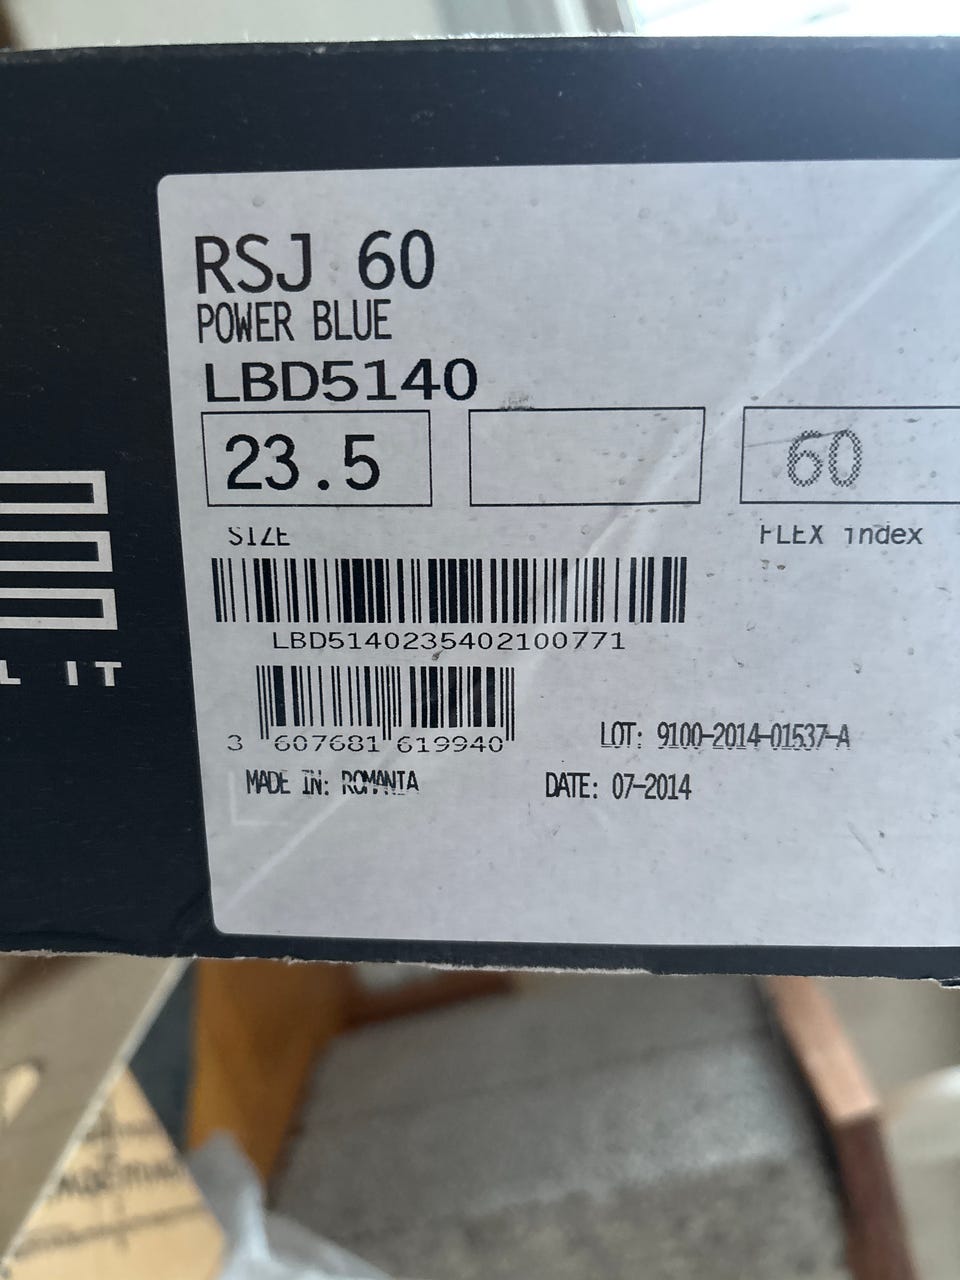 RSJ 60
POWER BLUE
LBD5140
23.5
60
SIZE
FLEX index
LBD5140235402100771
3 607681 619940
LOT: 9100-2014-01537-A
MADE IN: ROMANIA
DATE: 07-2014
L IT